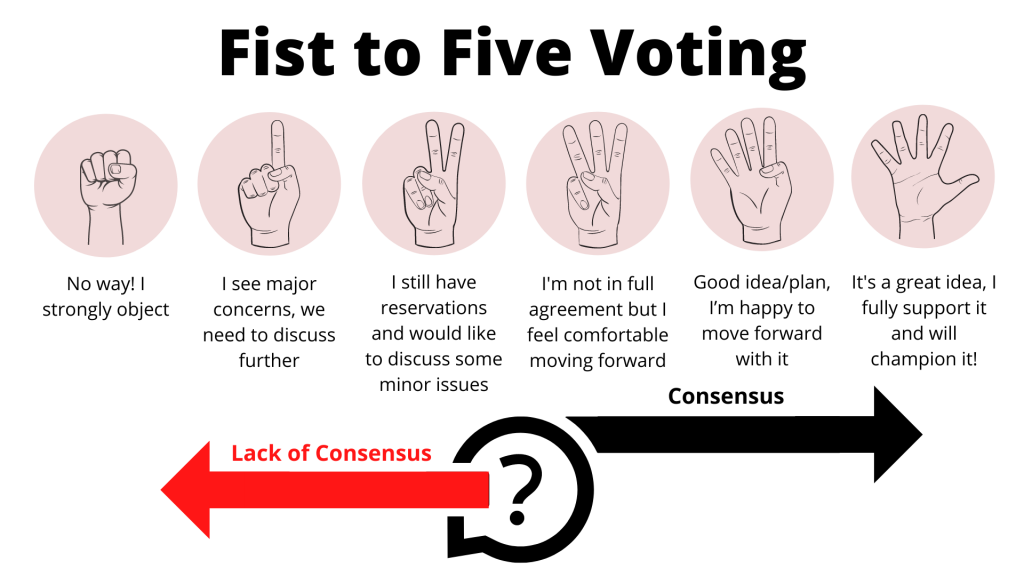 Fist to Five Voting
No way! I
strongly object
I see major
concerns, we
need to discuss
further
I still have
reservations
and would like
to discuss some
minor issues
I'm not in full
agreement but I
feel comfortable
moving forward
Good idea/plan,
I’m happy to
move forward
with it
It's a great idea, I
fully support it
and will
champion it!
Consensus
Lack of Consensus
?